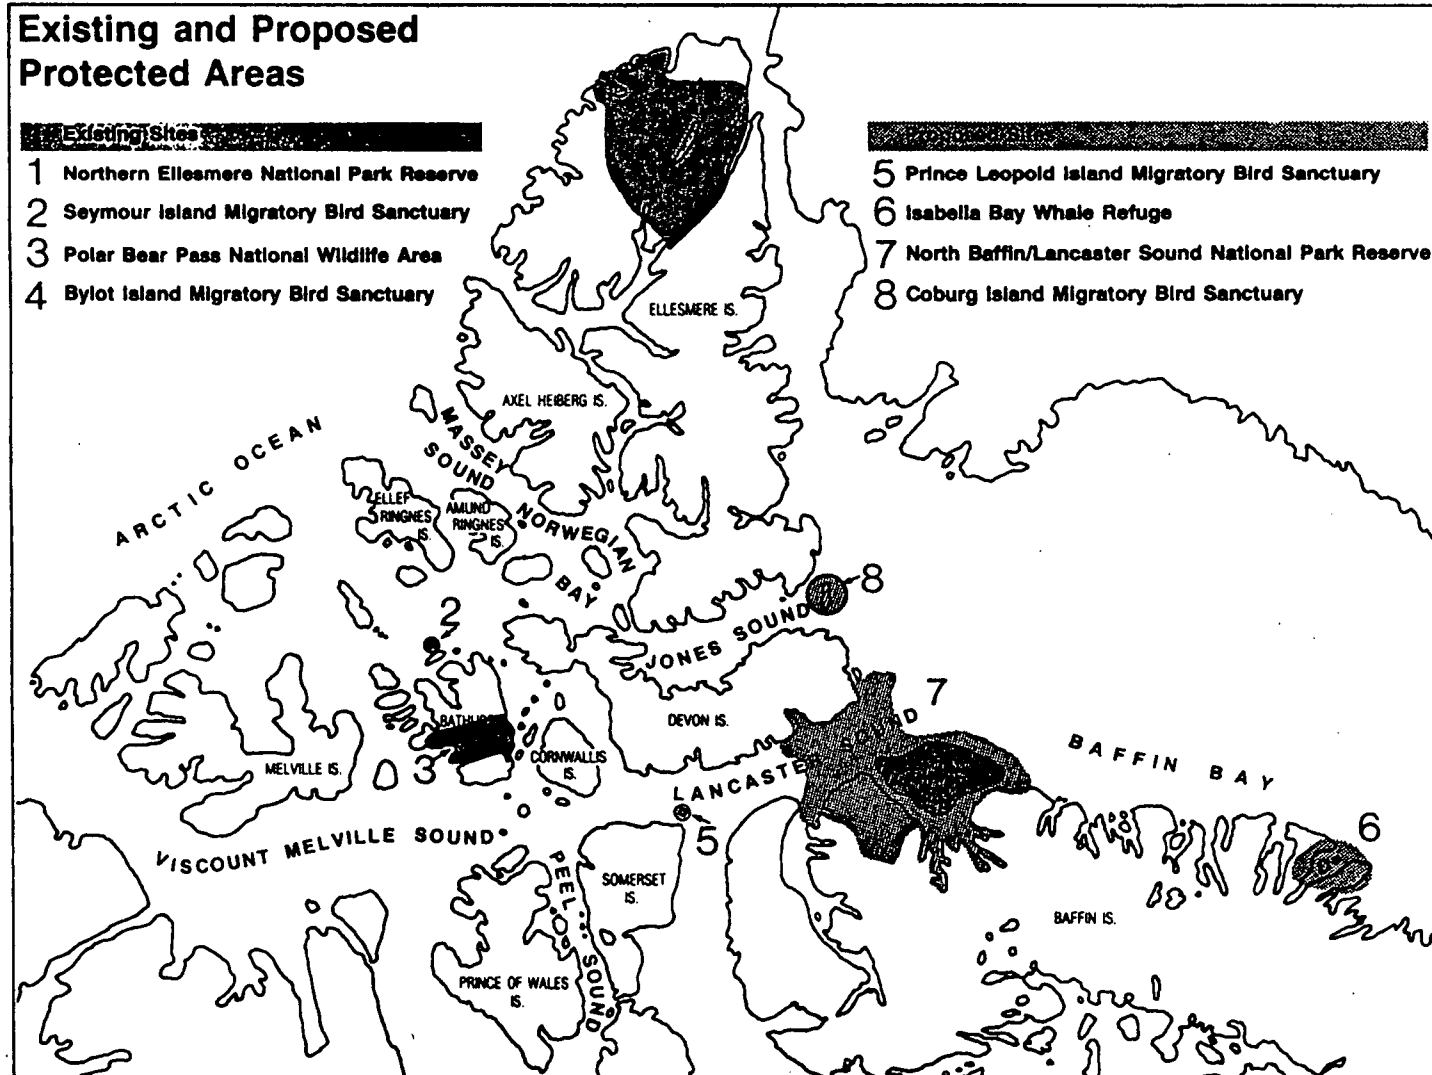 Existing and Proposed
Protected Areas
Existing Sites
1 Northern Ellesmere National Park Reserve
2 Seymour Island Migratory Bird Sanctuary
3 Polar Bear Pass National Wildlife Area
4 Bylot Island Migratory Bird Sanctuary
Proposed Sites
5 Prince Leopold Island Migratory Bird Sanctuary
6 Isabella Bay Whale Refuge
7 North Baffin/Lancaster Sound National Park Reserve
8 Coburg Island Migratory Bird Sanctuary
ELLESMERE IS.
AXEL HEIBERG IS.
MASSEY
SOUND
ARCTIC OCEAN
ELLEF
RINGNES
IS.
AMUND
RINGNES
IS.
NORWEGIAN
BAY
8
2
JONES SOUND
7
BATHURST
DEVON IS.
SOUND
3
CORNWALLIS
IS.
MELVILLE IS.
LANCASTER
BAFFIN BAY
5
6
VISCOUNT MELVILLE SOUND
PEEL
SOUND
SOMERSET
IS.
BAFFIN IS.
PRINCE OF WALES
IS.